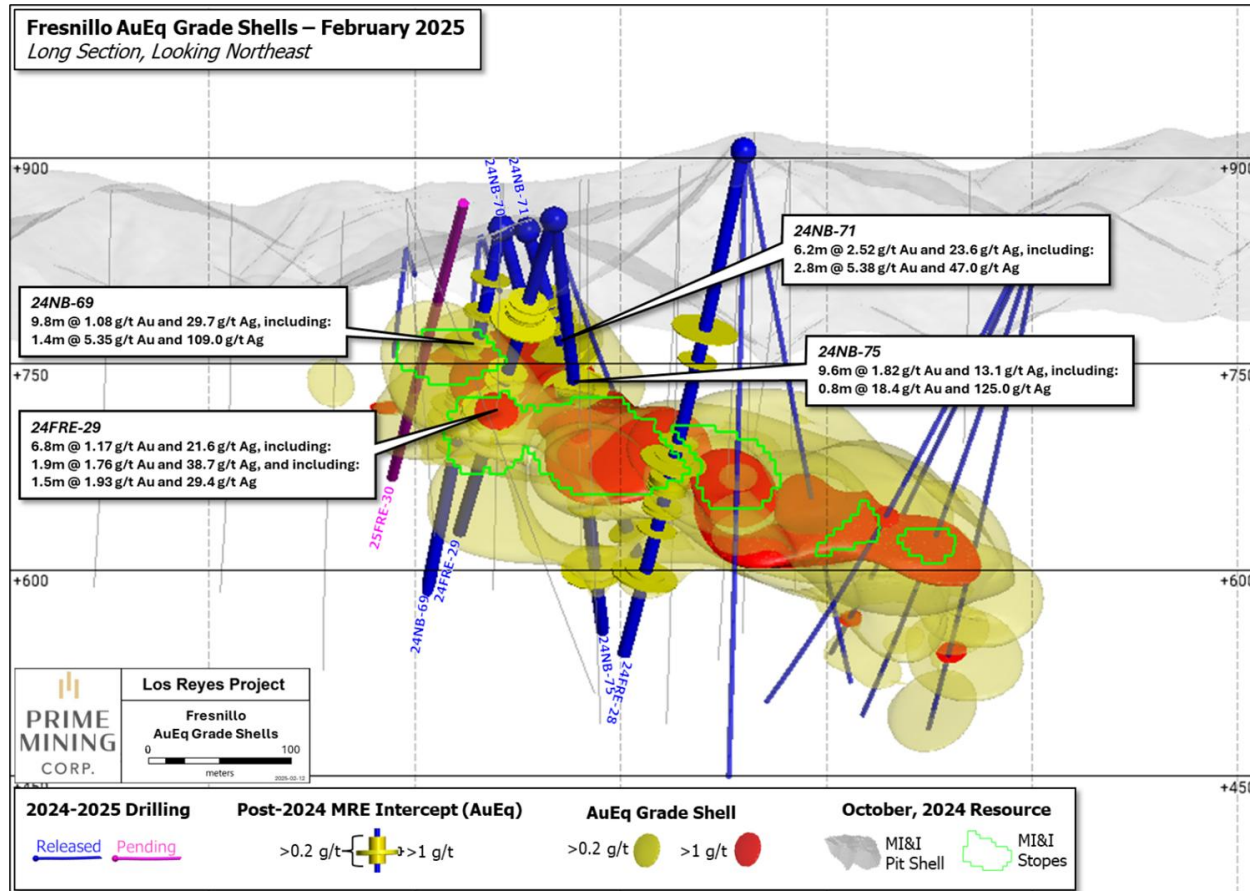 Fresnillo AuEq Grade Shells – February 2025
Long Section, Looking Northeast
+900
+900
24NB-70
24NB-71
24NB-71
6.2m @ 2.52 g/t Au and 23.6 g/t Ag, including:
2.8m @ 5.38 g/t Au and 47.0 g/t Ag
24NB-69
9.8m @ 1.08 g/t Au and 29.7 g/t Ag, including:
1.4m @ 5.35 g/t Au and 109.0 g/t Ag
24NB-75
9.6m @ 1.82 g/t Au and 13.1 g/t Ag, including:
0.8m @ 18.4 g/t Au and 125.0 g/t Ag
+750
+750
24FRE-29
6.8m @ 1.17 g/t Au and 21.6 g/t Ag, including:
1.9m @ 1.76 g/t Au and 38.7 g/t Ag, and including:
1.5m @ 1.93 g/t Au and 29.4 g/t Ag
25FRE-30
24FRE-29
24NB-69
+600
+600
24NB-75
24FRE-28
PRIME
MINING
CORP.
Los Reyes Project
Fresnillo
AuEq Grade Shells
0 100
meters
2025-02-12
+450
+450
2024-2025 Drilling
Released Pending
Post-2024 MRE Intercept (AuEq)
>0.2 g/t >1 g/t
AuEq Grade Shell
>0.2 g/t >1 g/t
October, 2024 Resource
MI&I
Pit Shell
MI&I
Stopes